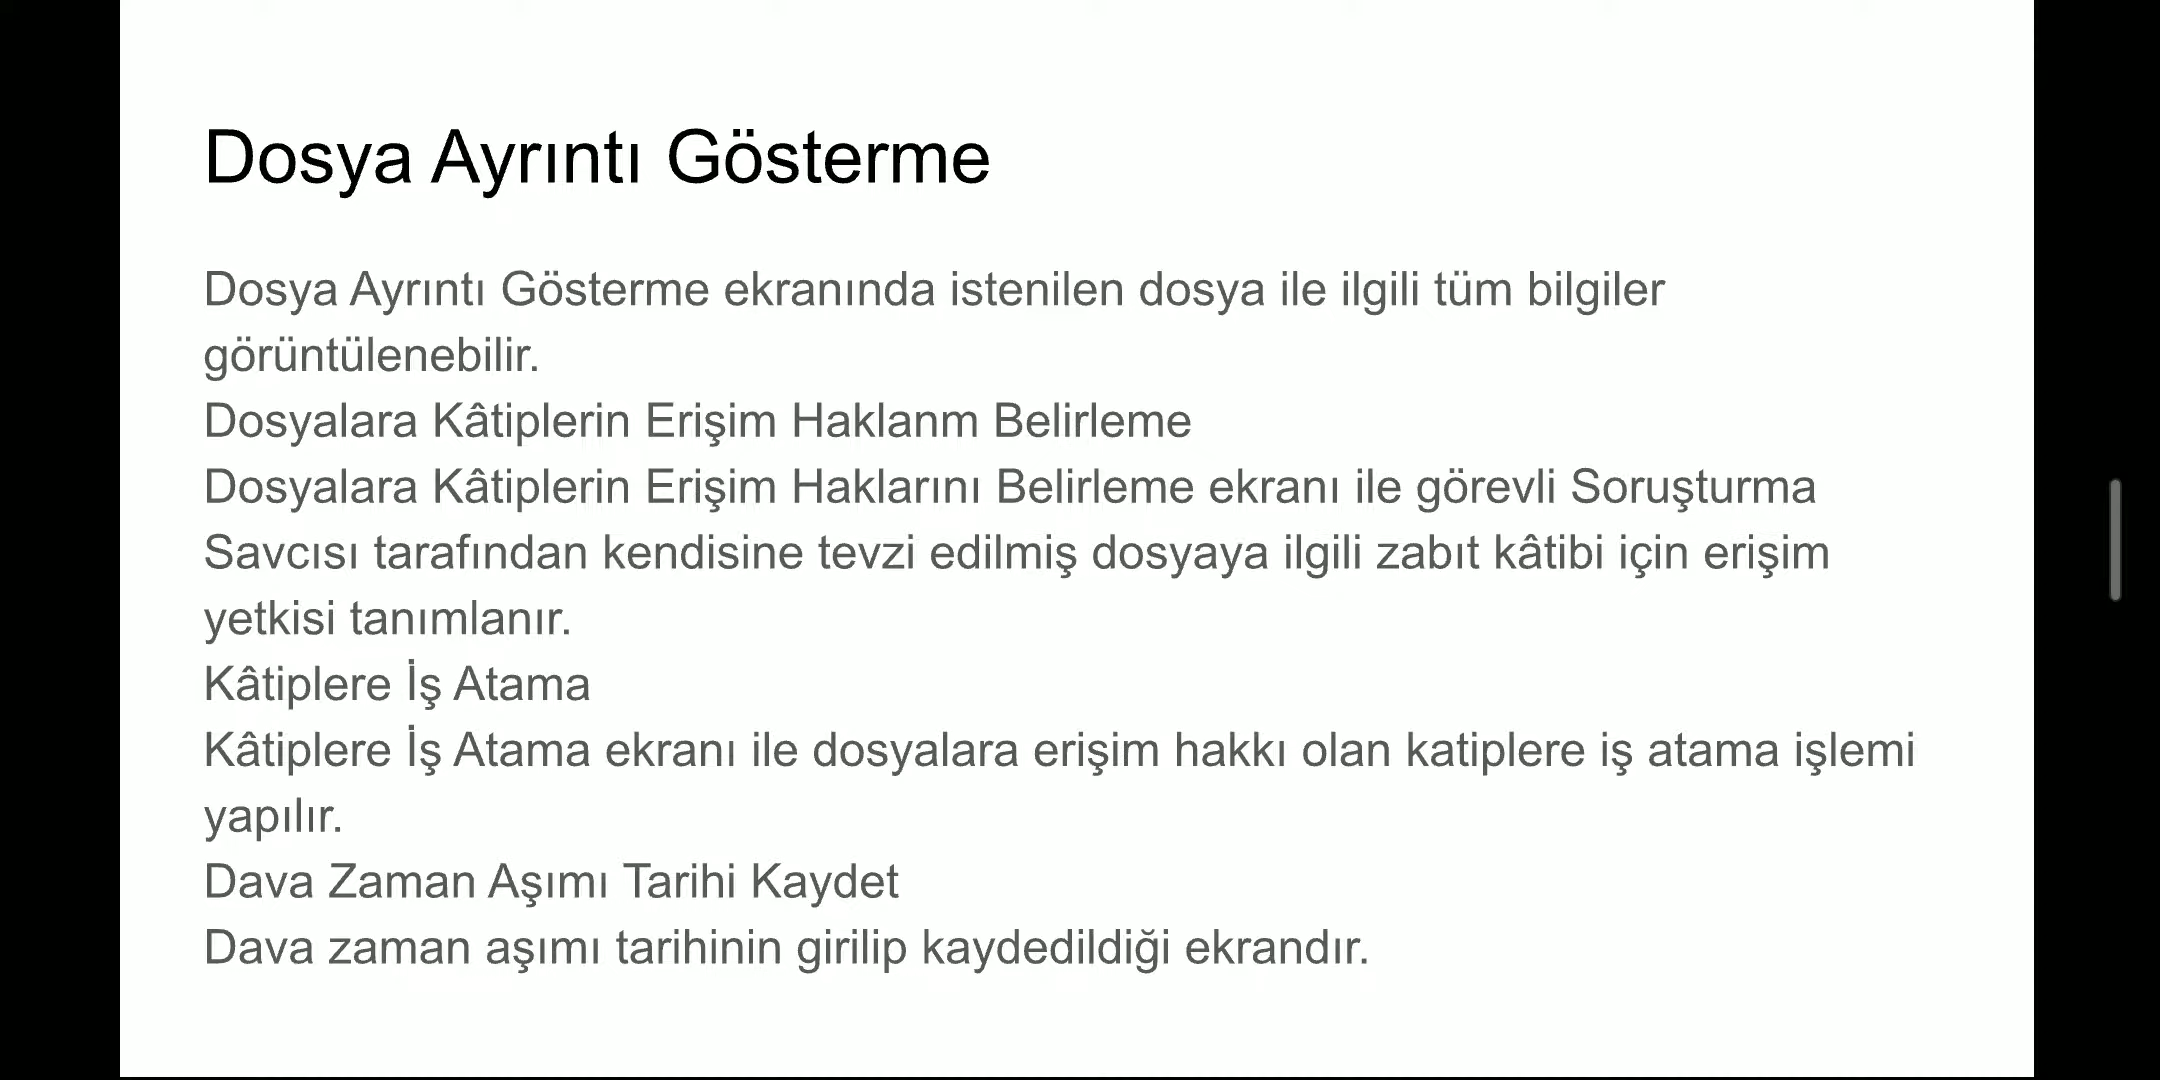 Dosya Ayrıntı Gösterme
Dosya Ayrıntı Gösterme ekranında istenilen dosya ile ilgili tüm bilgiler
görüntülenebilir.
Dosyalara Kâtiplerin Erişim Haklanm Belirleme
Dosyalara Kâtiplerin Erişim Haklarını Belirleme ekranı ile görevli Soruşturma
Savcısı tarafından kendisine tevzi edilmiş dosyaya ilgili zabıt kâtibi için erişim
yetkisi tanımlanır.
Kâtiplere İş Atama
Kâtiplere İş Atama ekranı ile dosyalara erişim hakkı olan katiplere iş atama işlemi
yapılır.
Dava Zaman Aşımı Tarihi Kaydet
Dava zaman aşımı tarihinin girilip kaydedildiği ekrandır.